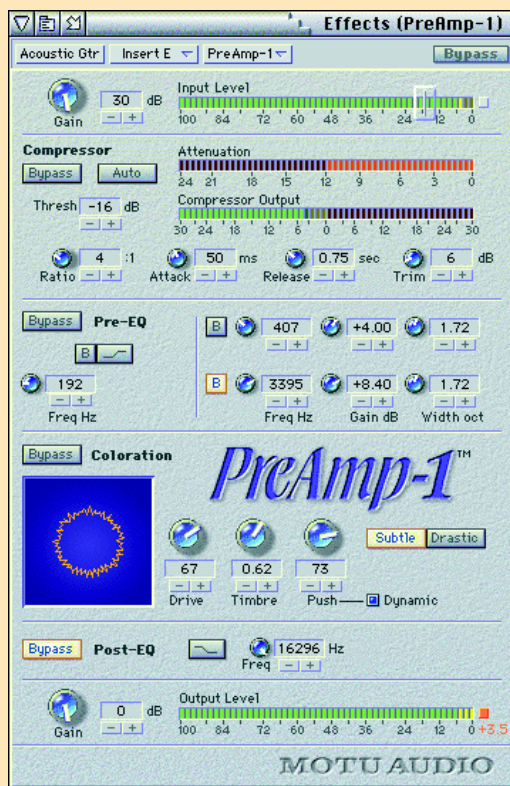 Effects (PreAmp-1)
Acoustic Gtr Insert E PreAmp-1 Bypass
Input Level
30 dB
Gain - +
100 84 72 60 48 36 24 12 0
Compressor Attenuation
Bypass Auto
24 21 18 15 12 9 6 3 0
Thresh -16 dB Compressor Output
- +
30 24 18 12 6 0 6 12 18 24 30
4 :1 50 ms 0.75 sec 6 dB
Ratio - + Attack - + Release - + Trim - +
Bypass Pre-EQ B 407 +4.00 1.72
- + - + - +
B
192 B 3395 +8.40 1.72
- + - + - + - +
Freq Hz Freq Hz Gain dB Width oct
Bypass Coloration
PreAmp-1™
Subtle Drastic
67 0.62 73
- + - + - +
Drive Timbre Push Dynamic
Bypass Post-EQ 16296 Hz
Freq - +
Output Level
0 dB
Gain - +
100 84 72 60 48 36 24 12 0 +3.5
MOTU AUDIO